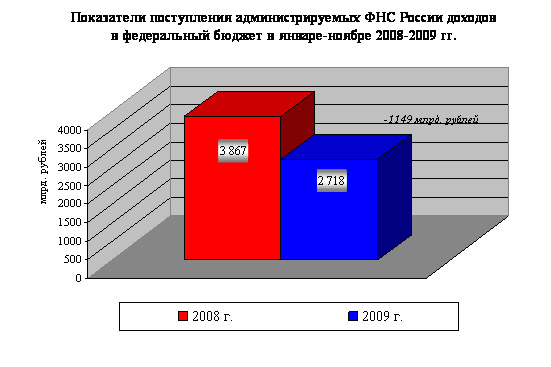 Показатели поступления администрируемых ФНС России доходов
в федеральный бюджет в январе-ноябре 2008-2009 гг.
-1149 млрд. рублей
млрд. рублей
4000
3500
3000
2500
2000
1500
1000
500
0
3 867
2 718
2008 г.
2009 г.